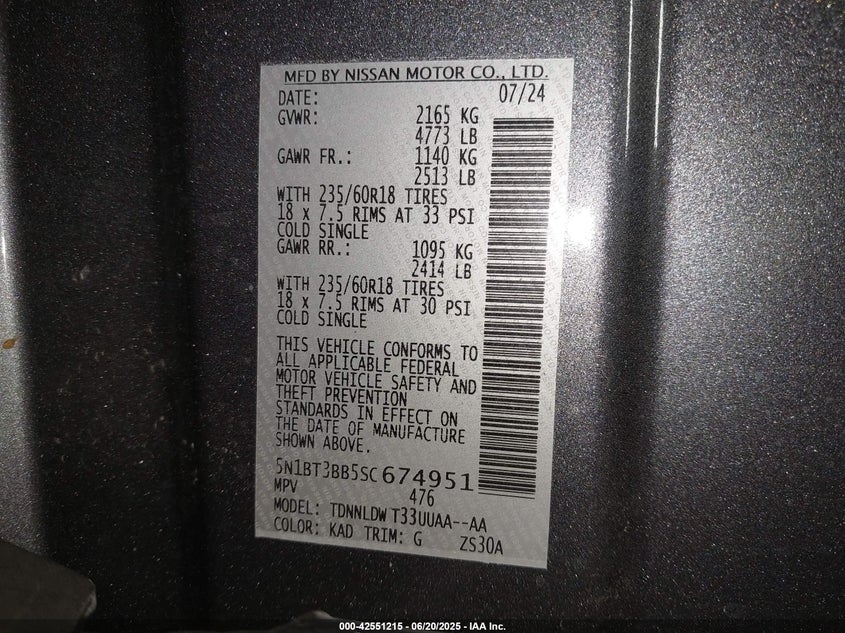 MFD BY NISSAN MOTOR CO., LTD.
DATE: 07/24
GVWR: 2165 KG
4773 LB
GAWR FR.: 1140 KG
2513 LB
WITH 235/60R18 TIRES
18 x 7.5 RIMS AT 33 PSI
COLD SINGLE
GAWR RR.: 1095 KG
2414 LB
WITH 235/60R18 TIRES
18 x 7.5 RIMS AT 30 PSI
COLD SINGLE
THIS VEHICLE CONFORMS TO
ALL APPLICABLE FEDERAL
MOTOR VEHICLE SAFETY AND
THEFT PREVENTION
STANDARDS IN EFFECT ON
THE DATE OF MANUFACTURE
SHOWN ABOVE.
5N1BT3BB5SC674951
MPV 476
MODEL: TDNNLDW T33UUAA--AA
COLOR: KAD TRIM: G ZS30A
000-42551215 - 06/20/2025 - IAA Inc.